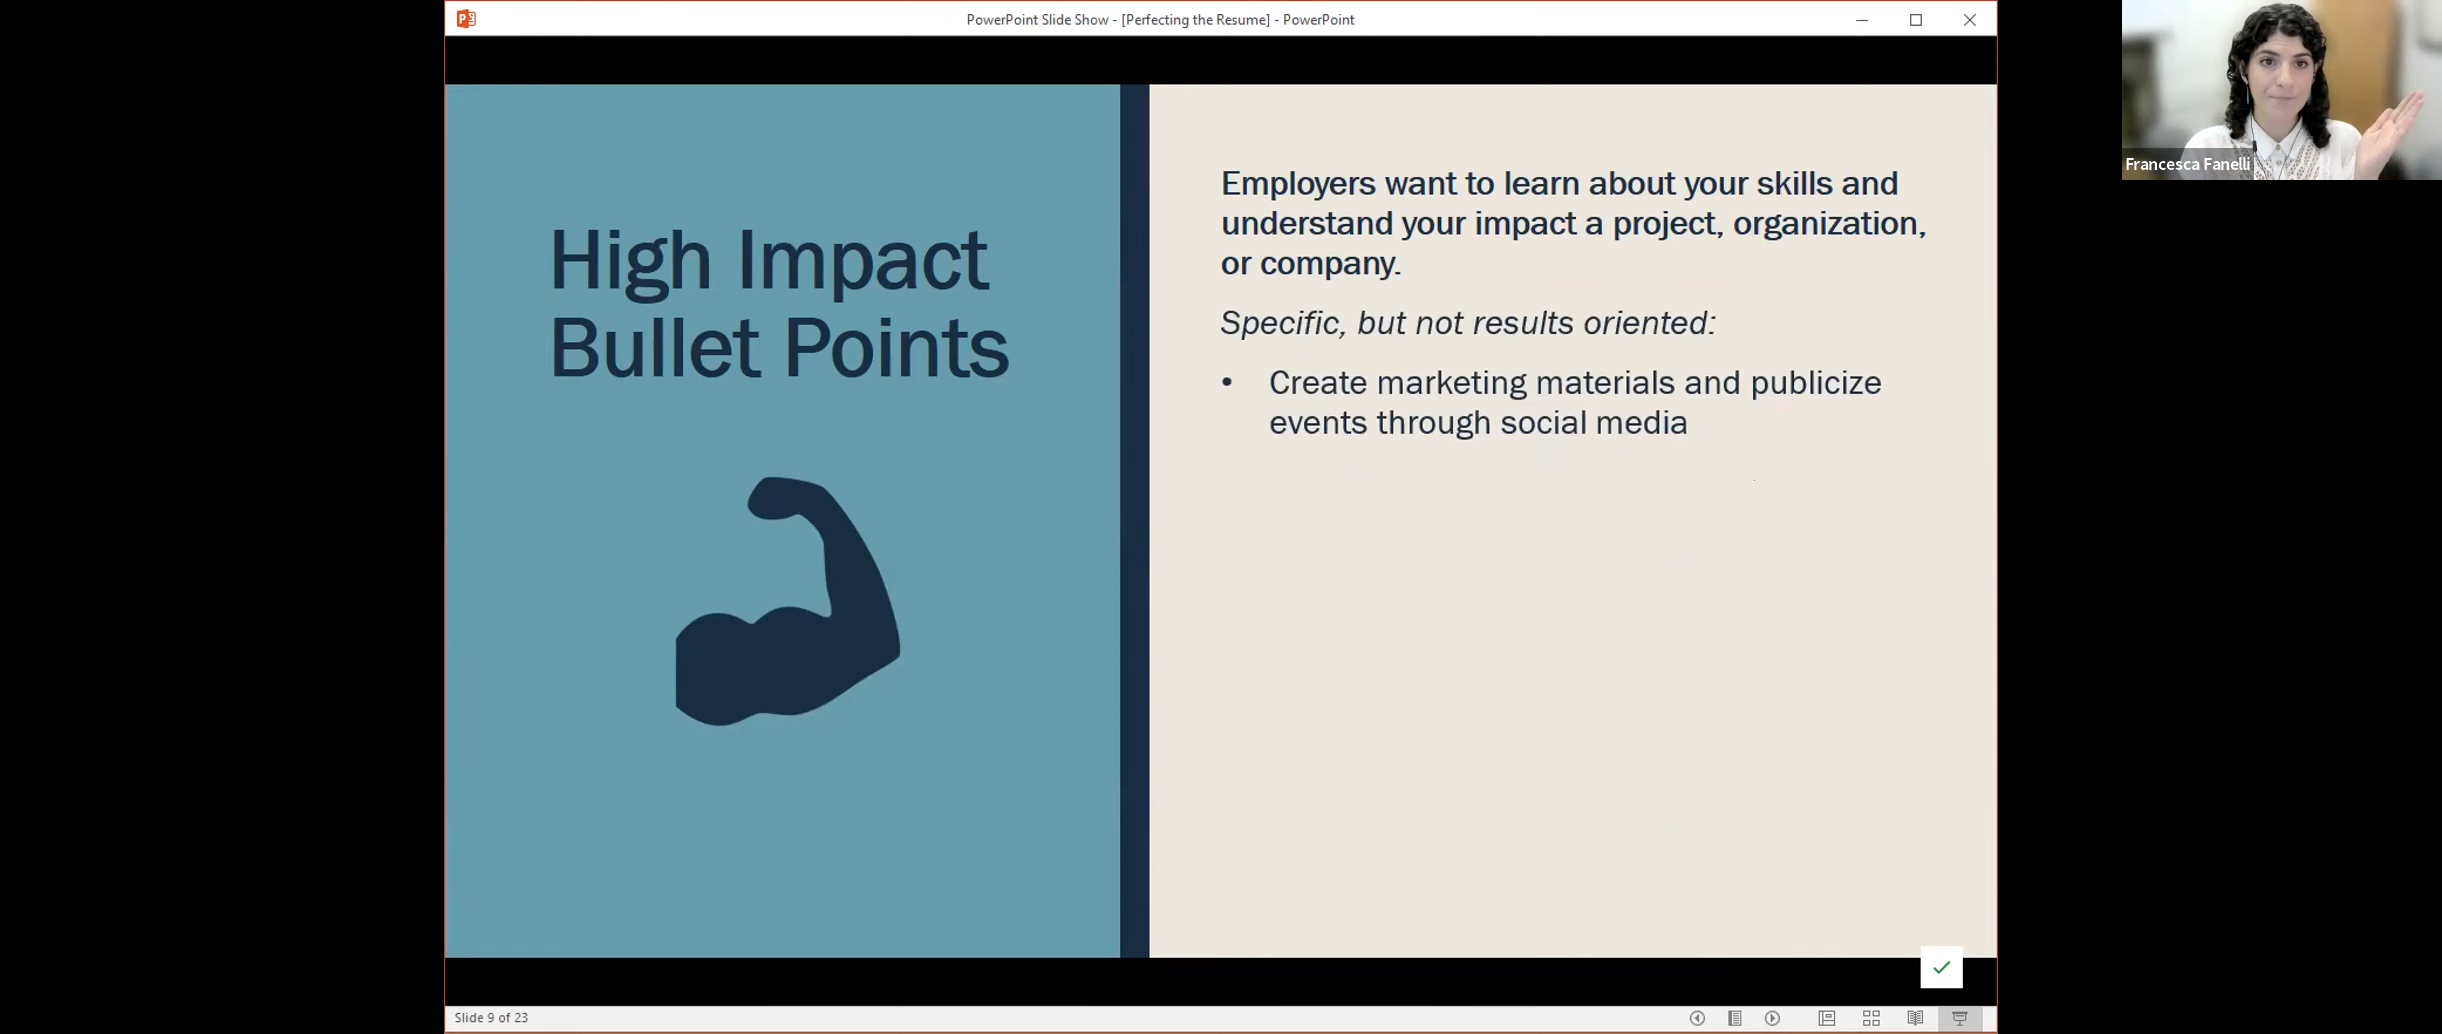 PowerPoint Slide Show - [Perfecting the Resume] - PowerPoint
High Impact
Bullet Points
Employers want to learn about your skills and
understand your impact a project, organization,
or company.
Specific, but not results oriented:
• Create marketing materials and publicize
events through social media
Francesca Fanelli
Slide 9 of 23